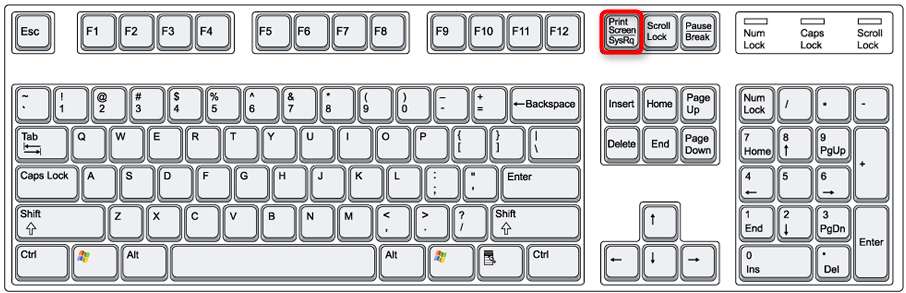 Esc F1 F2 F3 F4 F5 F6 F7 F8 F9 F10 F11 F12 Print Screen SysRq Scroll Lock Pause Break Num Lock Caps Lock Scroll Lock
~ ` ! 1 @ 2 # 3 $ 4 % 5 ^ 6 & 7 * 8 ( 9 ) 0 _ - + = ←Backspace Insert Home Page Up Num Lock / * -
Tab Q W E R T Y U I O P { [ } ] | \ Delete End Page Down 7 Home 8 ↑ 9 PgUp +
Caps Lock A S D F G H J K L : ; " ' Enter 4 ← 5 6 →
Shift ⇧ Z X C V B N M < , > . ? / Shift ⇧ ↑ 1 End 2 ↓ 3 PgDn Enter
Ctrl Alt Alt Ctrl ← ↓ → 0 Ins * Del